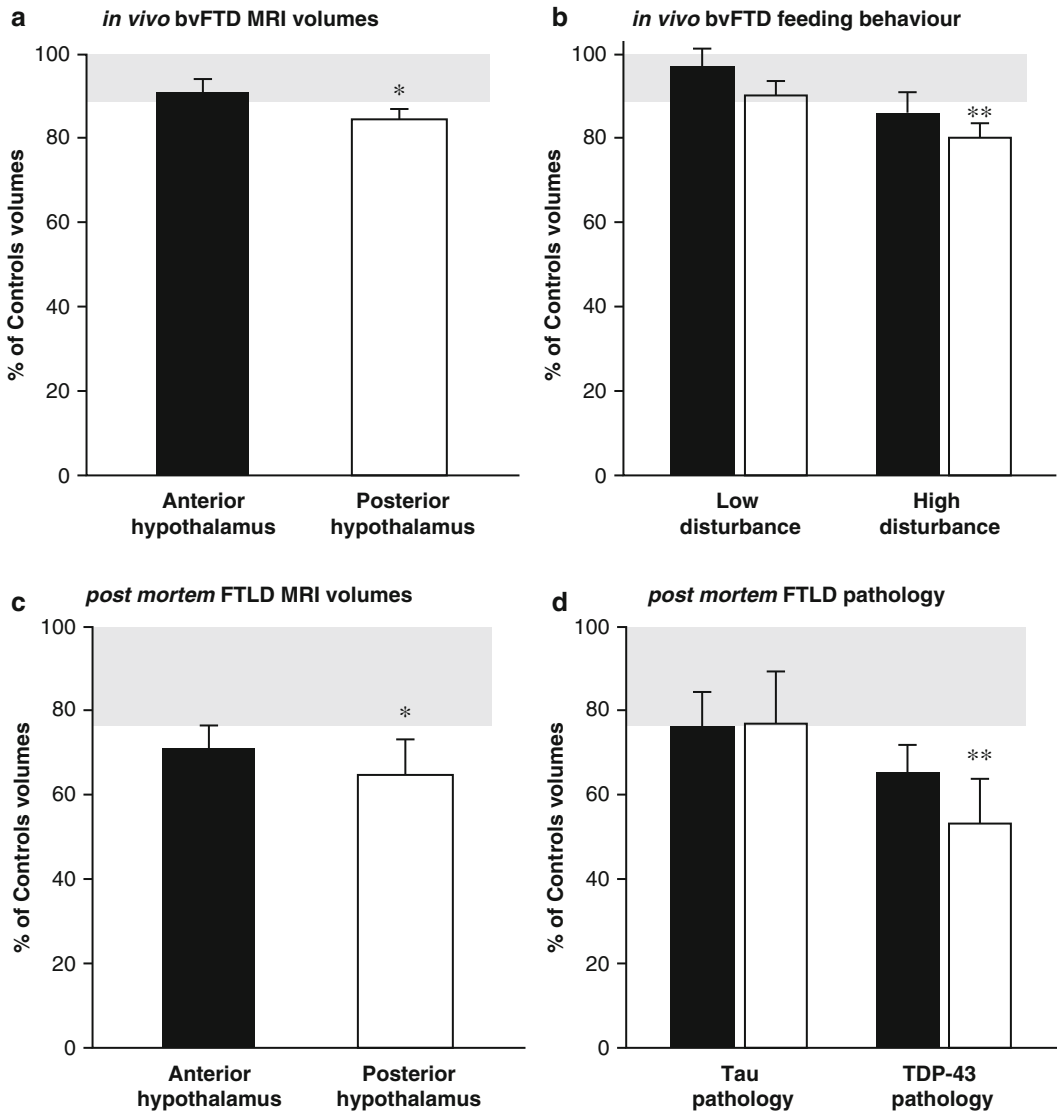 a
in vivo bvFTD MRI volumes
% of Controls volumes
100
80
60
40
20
0
*
Anterior
hypothalamus
Posterior
hypothalamus
b
in vivo bvFTD feeding behaviour
% of Controls volumes
100
80
60
40
20
0
**
Low
disturbance
High
disturbance
c
post mortem FTLD MRI volumes
% of Controls volumes
100
80
60
40
20
0
*
Anterior
hypothalamus
Posterior
hypothalamus
d
post mortem FTLD pathology
% of Controls volumes
100
80
60
40
20
0
**
Tau
pathology
TDP-43
pathology